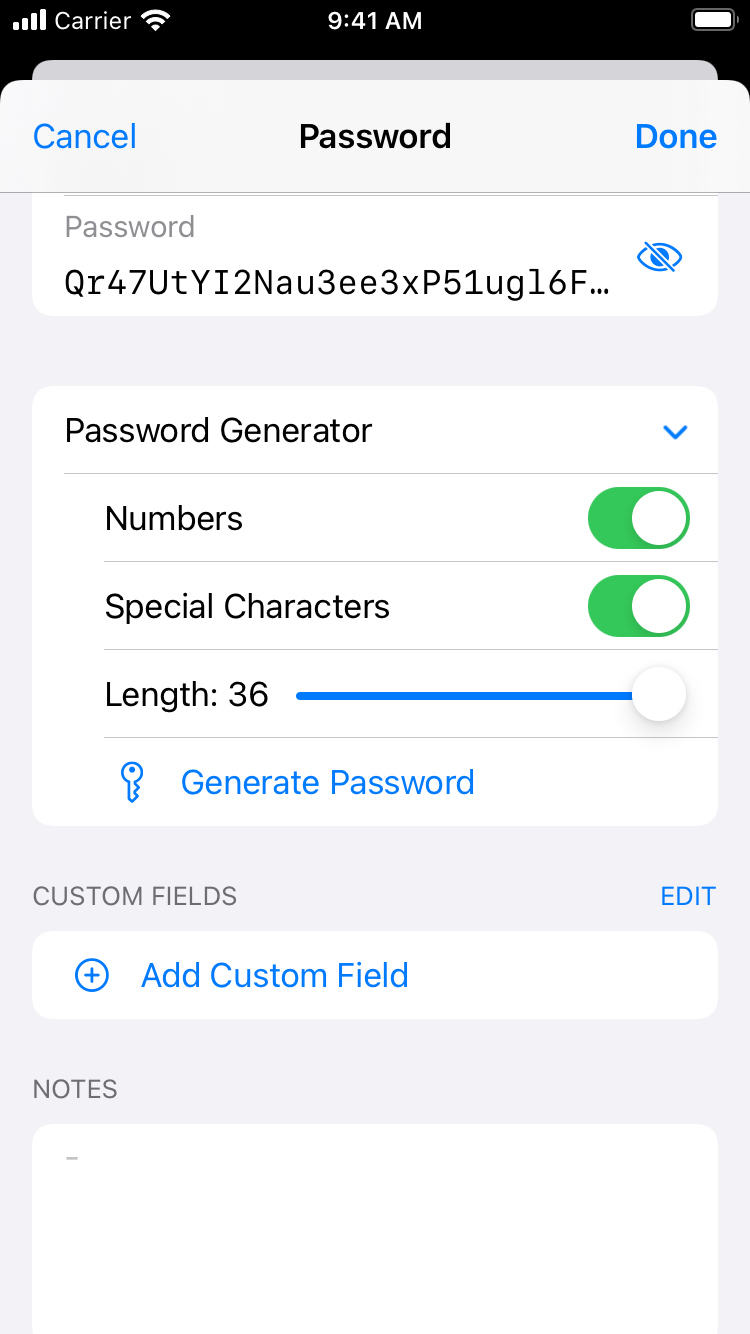 Carrier 9:41 AM
Cancel Password Done
Password
Qr47UtYI2Nau3ee3xP51ugl6F…
Password Generator
Numbers
Special Characters
Length: 36
Generate Password
CUSTOM FIELDS EDIT
Add Custom Field
NOTES
-